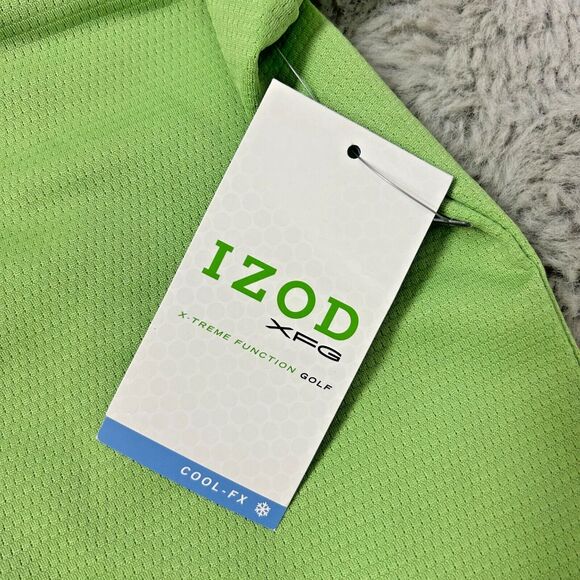 IZOD
XFG
X-TREME FUNCTION GOLF
COOL-FX